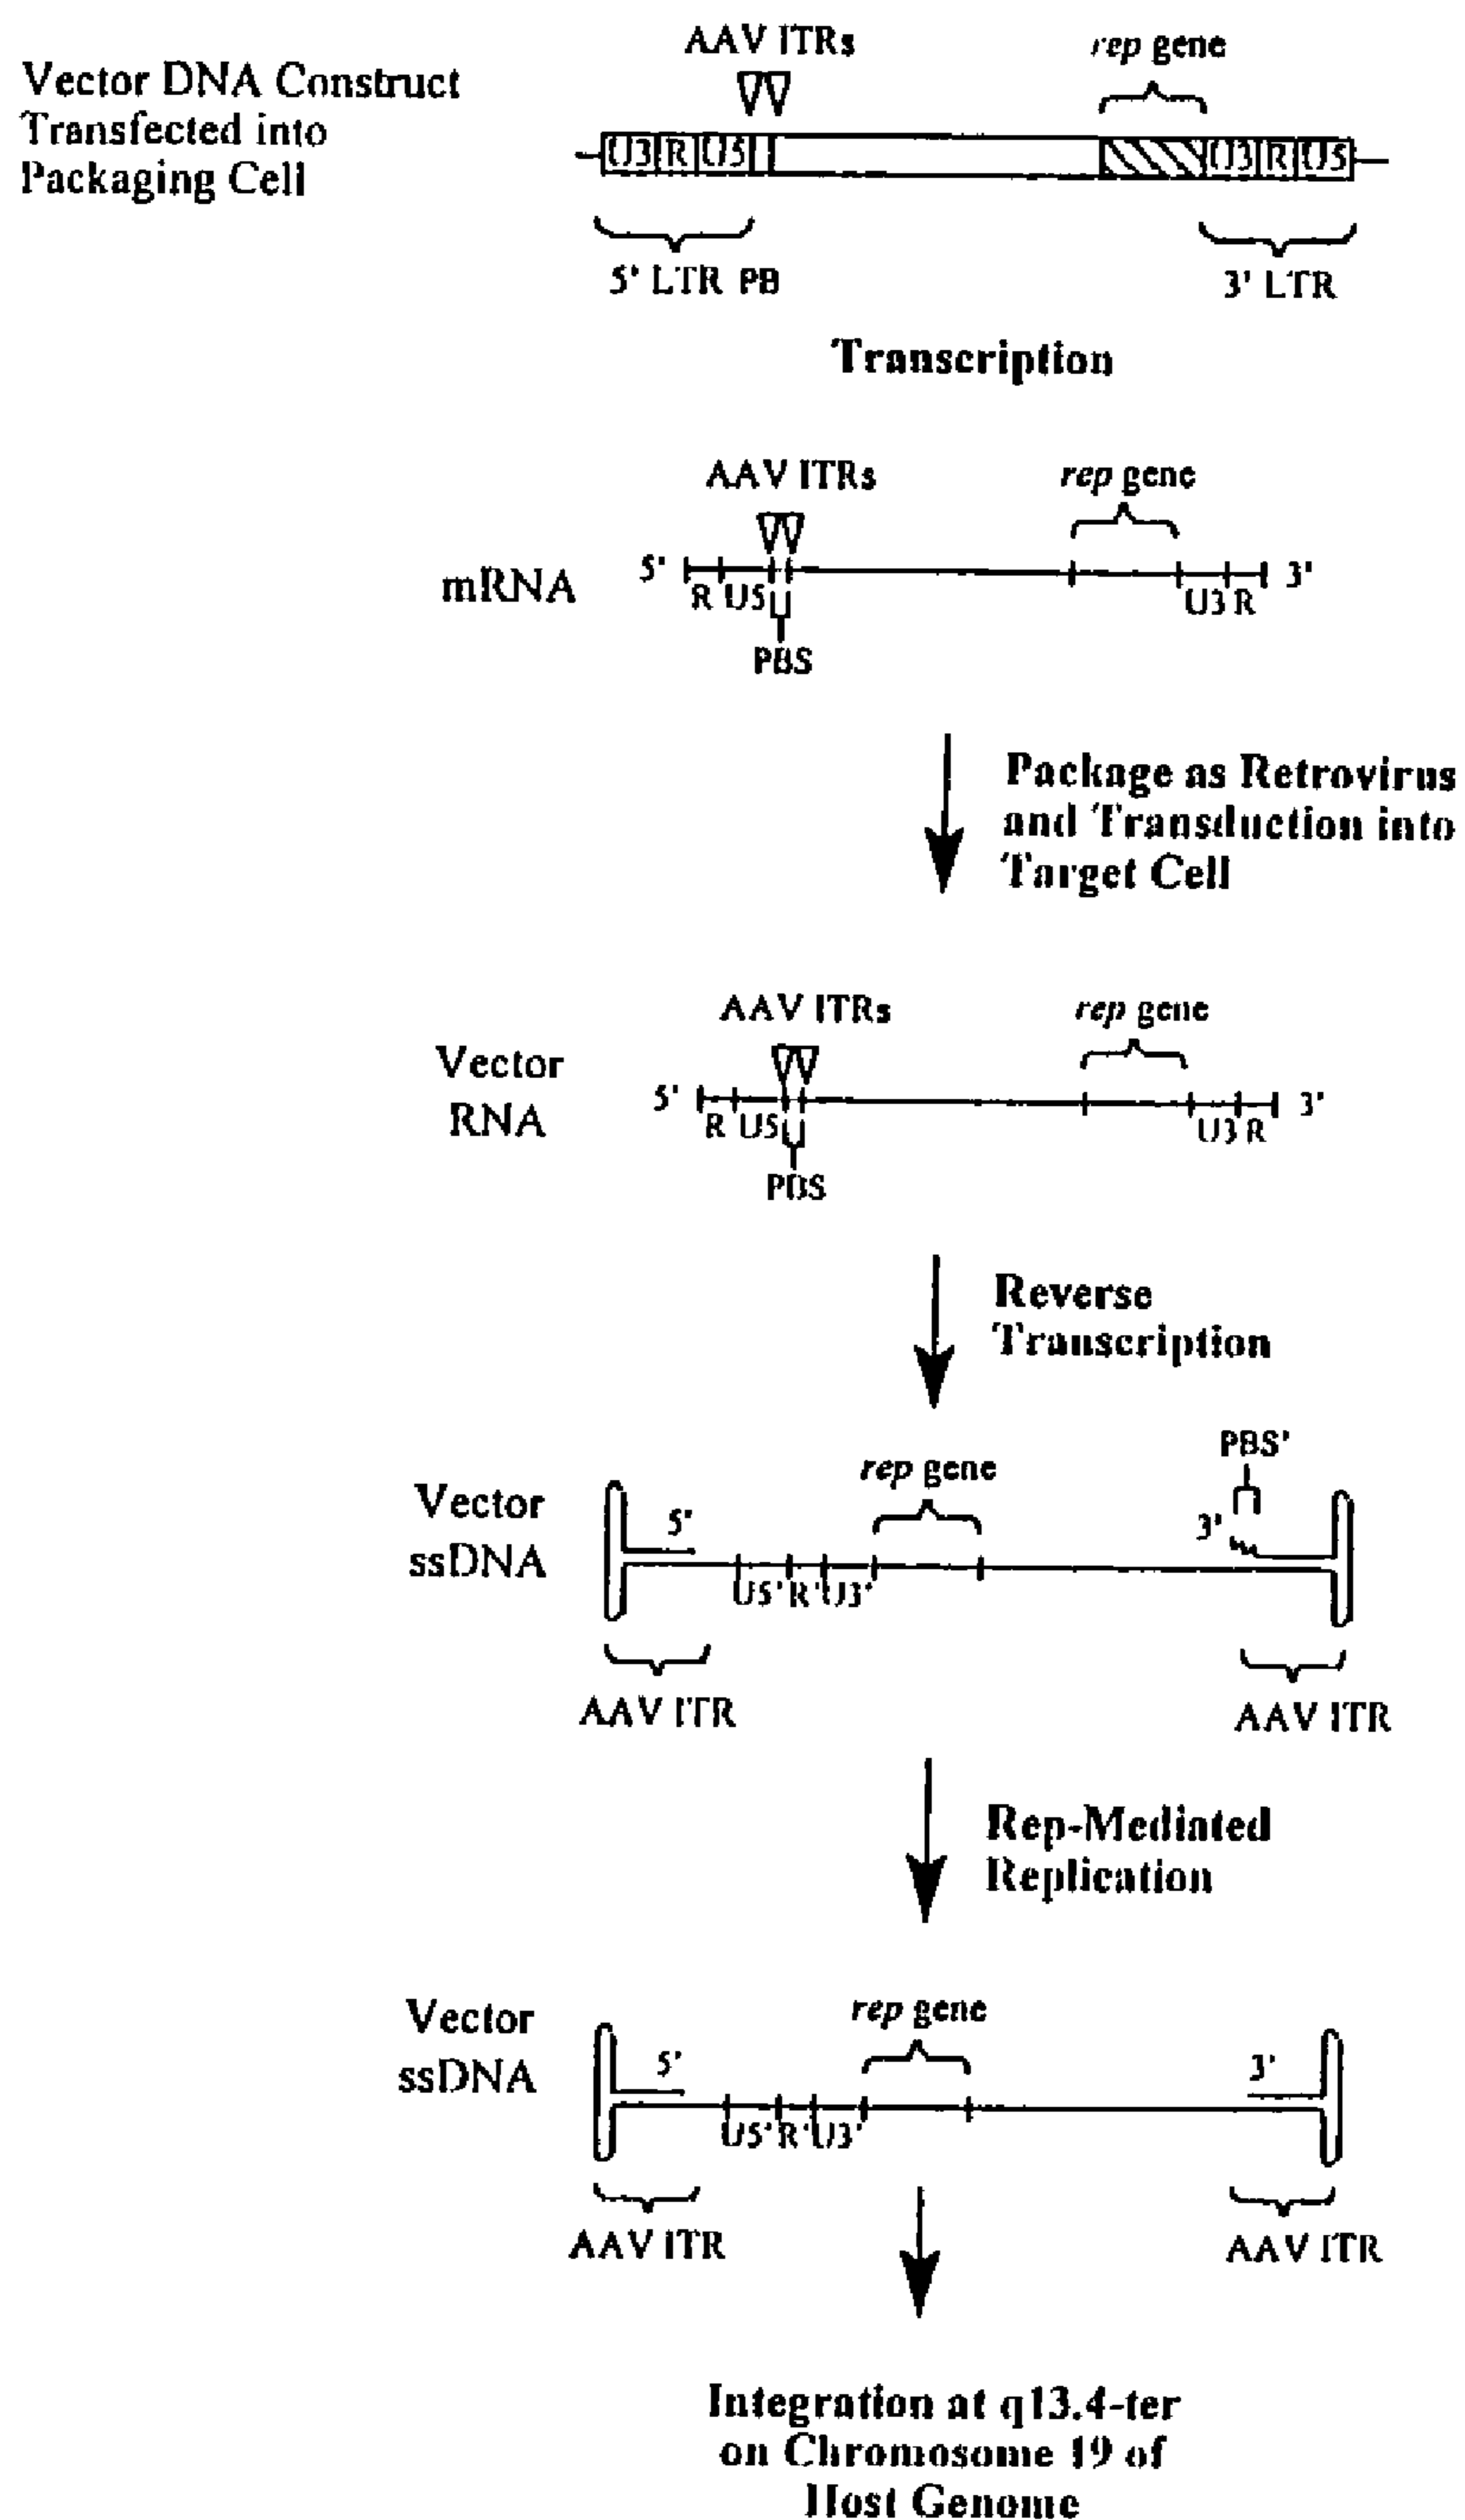 AAV ITRs
rep gene
Vector DNA Construct
Transfected into
Packaging Cell
U3 R U5
U3 R U5
5' LTR PB
3' LTR
Transcription
AAV ITRs
rep gene
mRNA
5'
3'
R U5
U3 R
PBS
Package as Retrovirus
and Transduction into
Target Cell
AAV ITRs
rep gene
Vector
RNA
5'
3'
R U5
U3 R
PBS
Reverse
Transcription
PBS'
rep gene
Vector
ssDNA
5'
3'
U5' R' U3'
AAV ITR
AAV ITR
Rep-Mediated
Replication
Vector
ssDNA
rep gene
5'
3'
U5' R' U3'
AAV ITR
AAV ITR
Integration at q13.4-ter
on Chromosome 19 of
Host Genome